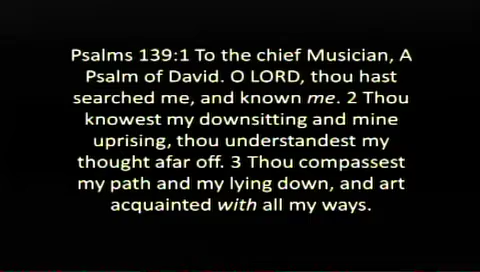 Psalms 139:1 To the chief Musician, A
Psalm of David. O LORD, thou hast
searched me, and known me. 2 Thou
knowest my downsitting and mine
uprising, thou understandest my
thought afar off. 3 Thou compassest
my path and my lying down, and art
acquainted with all my ways.